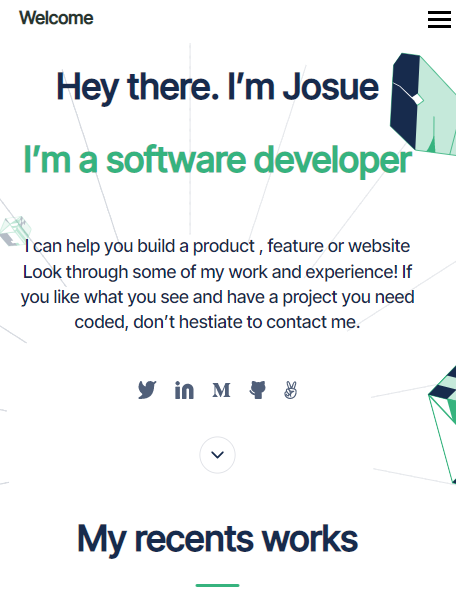 Welcome
Hey there. I’m Josue
I’m a software developer
I can help you build a product , feature or website
Look through some of my work and experience! If
you like what you see and have a project you need
coded, don’t hestiate to contact me.
My recents works